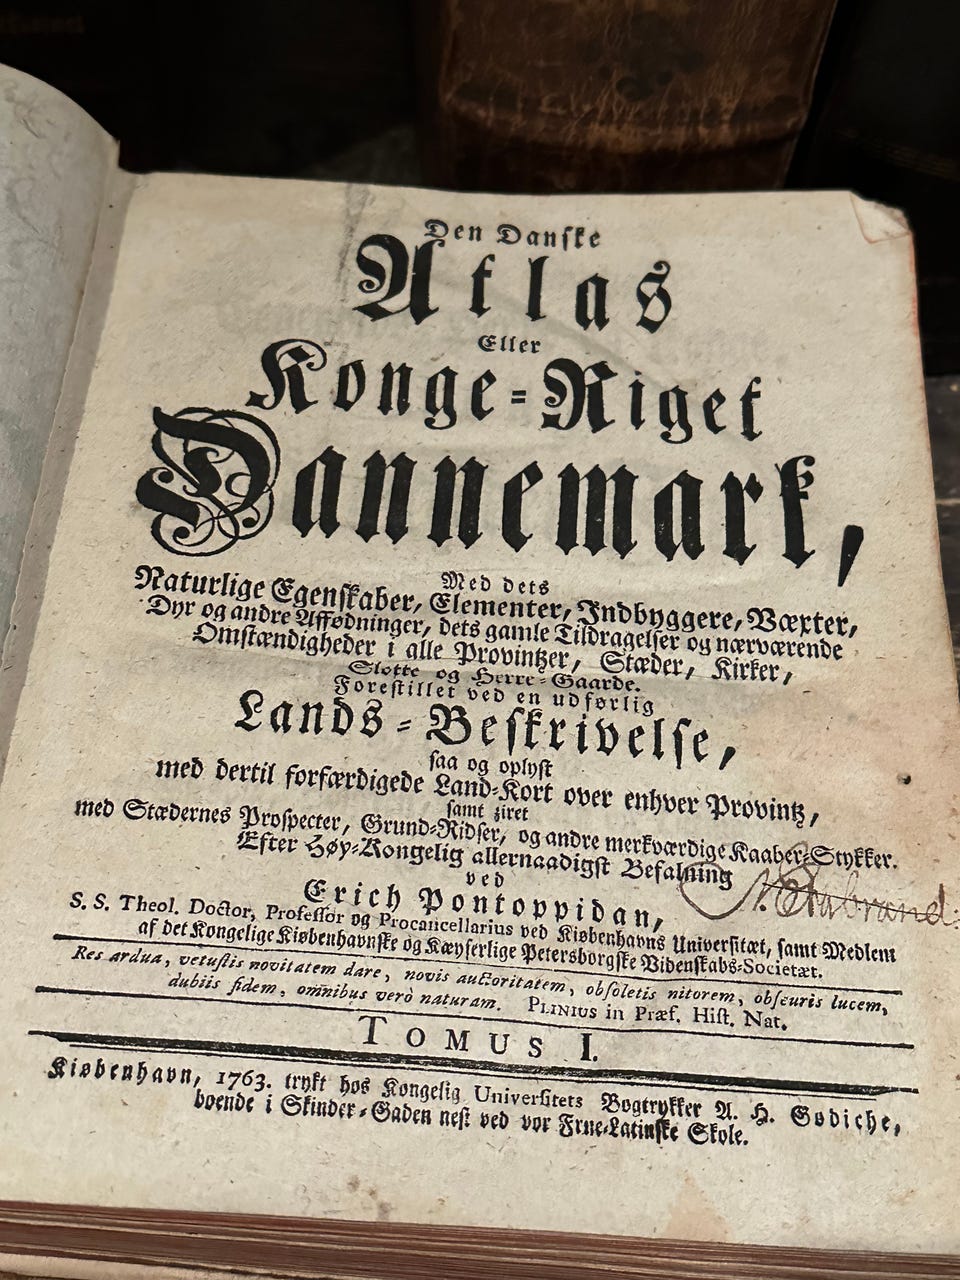 Den Danske
Atlas
Eller
Konge-Riget
Dannemark,
Med dets
Naturlige Egenskaber, Elementer, Indbyggere, Væxter,
Dyr og andre Affødninger, dets gamle Tildragelser og nærværende
Omstændigheder i alle Provintzer, Stæder, Kirker,
Slotte og Herre-Gaarde.
Forestillet ved en udførlig
Lands-Beskrivelse,
saa og oplyst
med dertil forfærdigede Land-Kort over enhver Provintz,
samt ziret
med Stædernes Prospecter, Grund-Ridser, og andre merkværdige Kaaber-Stykker.
Efter Høy-Kongelig allernaadigst Befalning
ved
Erich Pontoppidan,
S. S. Theol. Doctor, Professor og Procancellarius ved Kiøbenhavns Universitæt, samt Medlem
af det Kongelige Kiøbenhavnske og Kæyserlige Petersborgske Videnskabs-Societæt.
Res ardua, vetustis novitatem dare, novis auctoritatem, obsoletis nitorem, obscuris lucem,
dubiis fidem, omnibus verò naturam. PLINIUS in Præf. Hist. Nat.
TOMUS I.
Kiøbenhavn, 1763. trykt hos Kongelig Universitets Bogtrykker A. H. Godiche,
boende i Skinder-Gaden nest ved vor Frue-Latinske Skole.